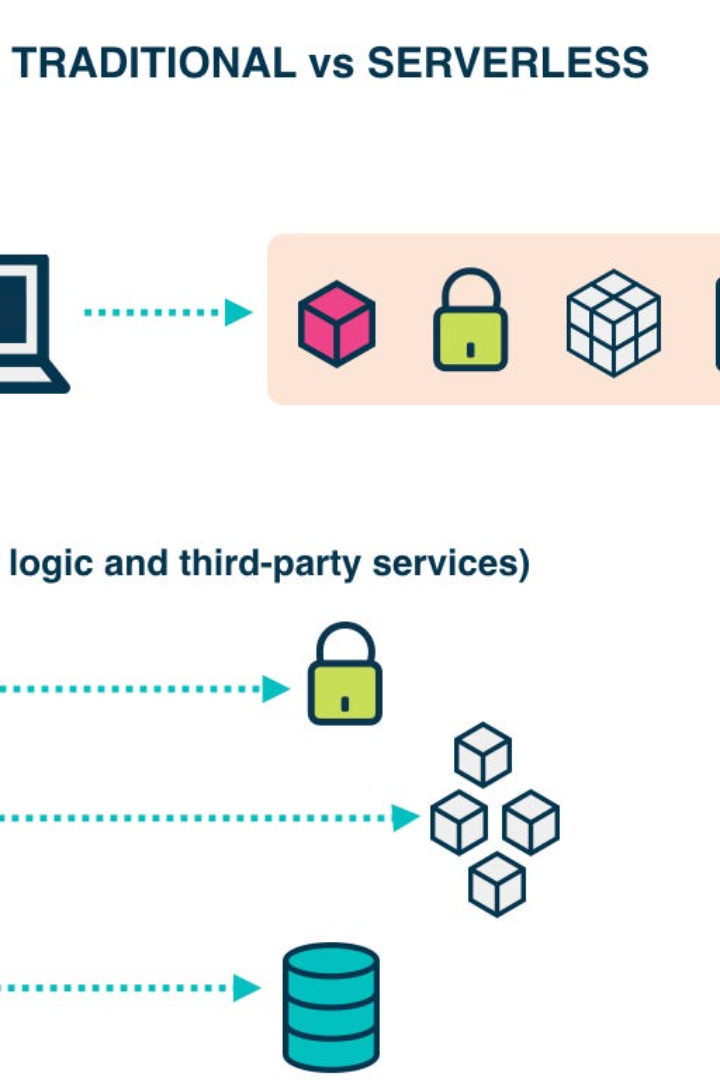 TRADITIONAL vs SERVERLESS
logic and third-party services)